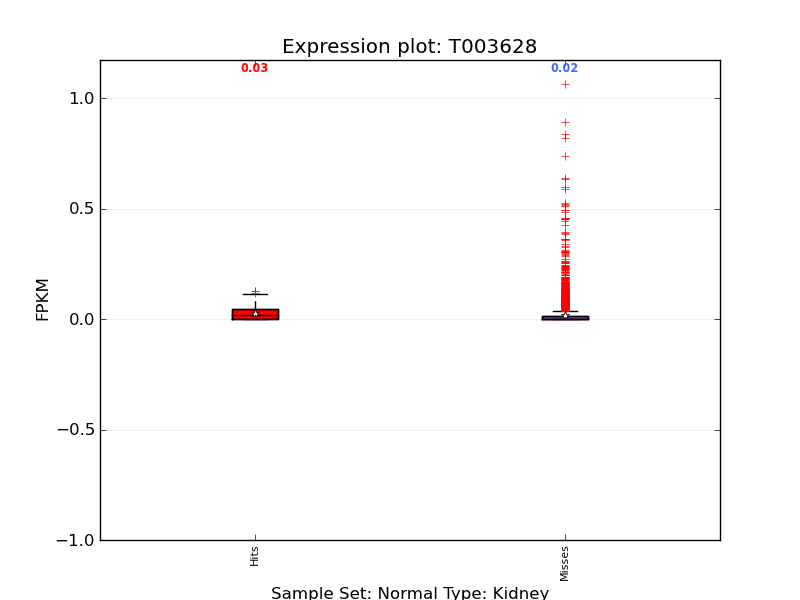 Expression plot: T003628
0.03
0.02
1.0
0.5
0.0
−0.5
−1.0
FPKM
Hits
Misses
Sample Set: Normal Type: Kidney